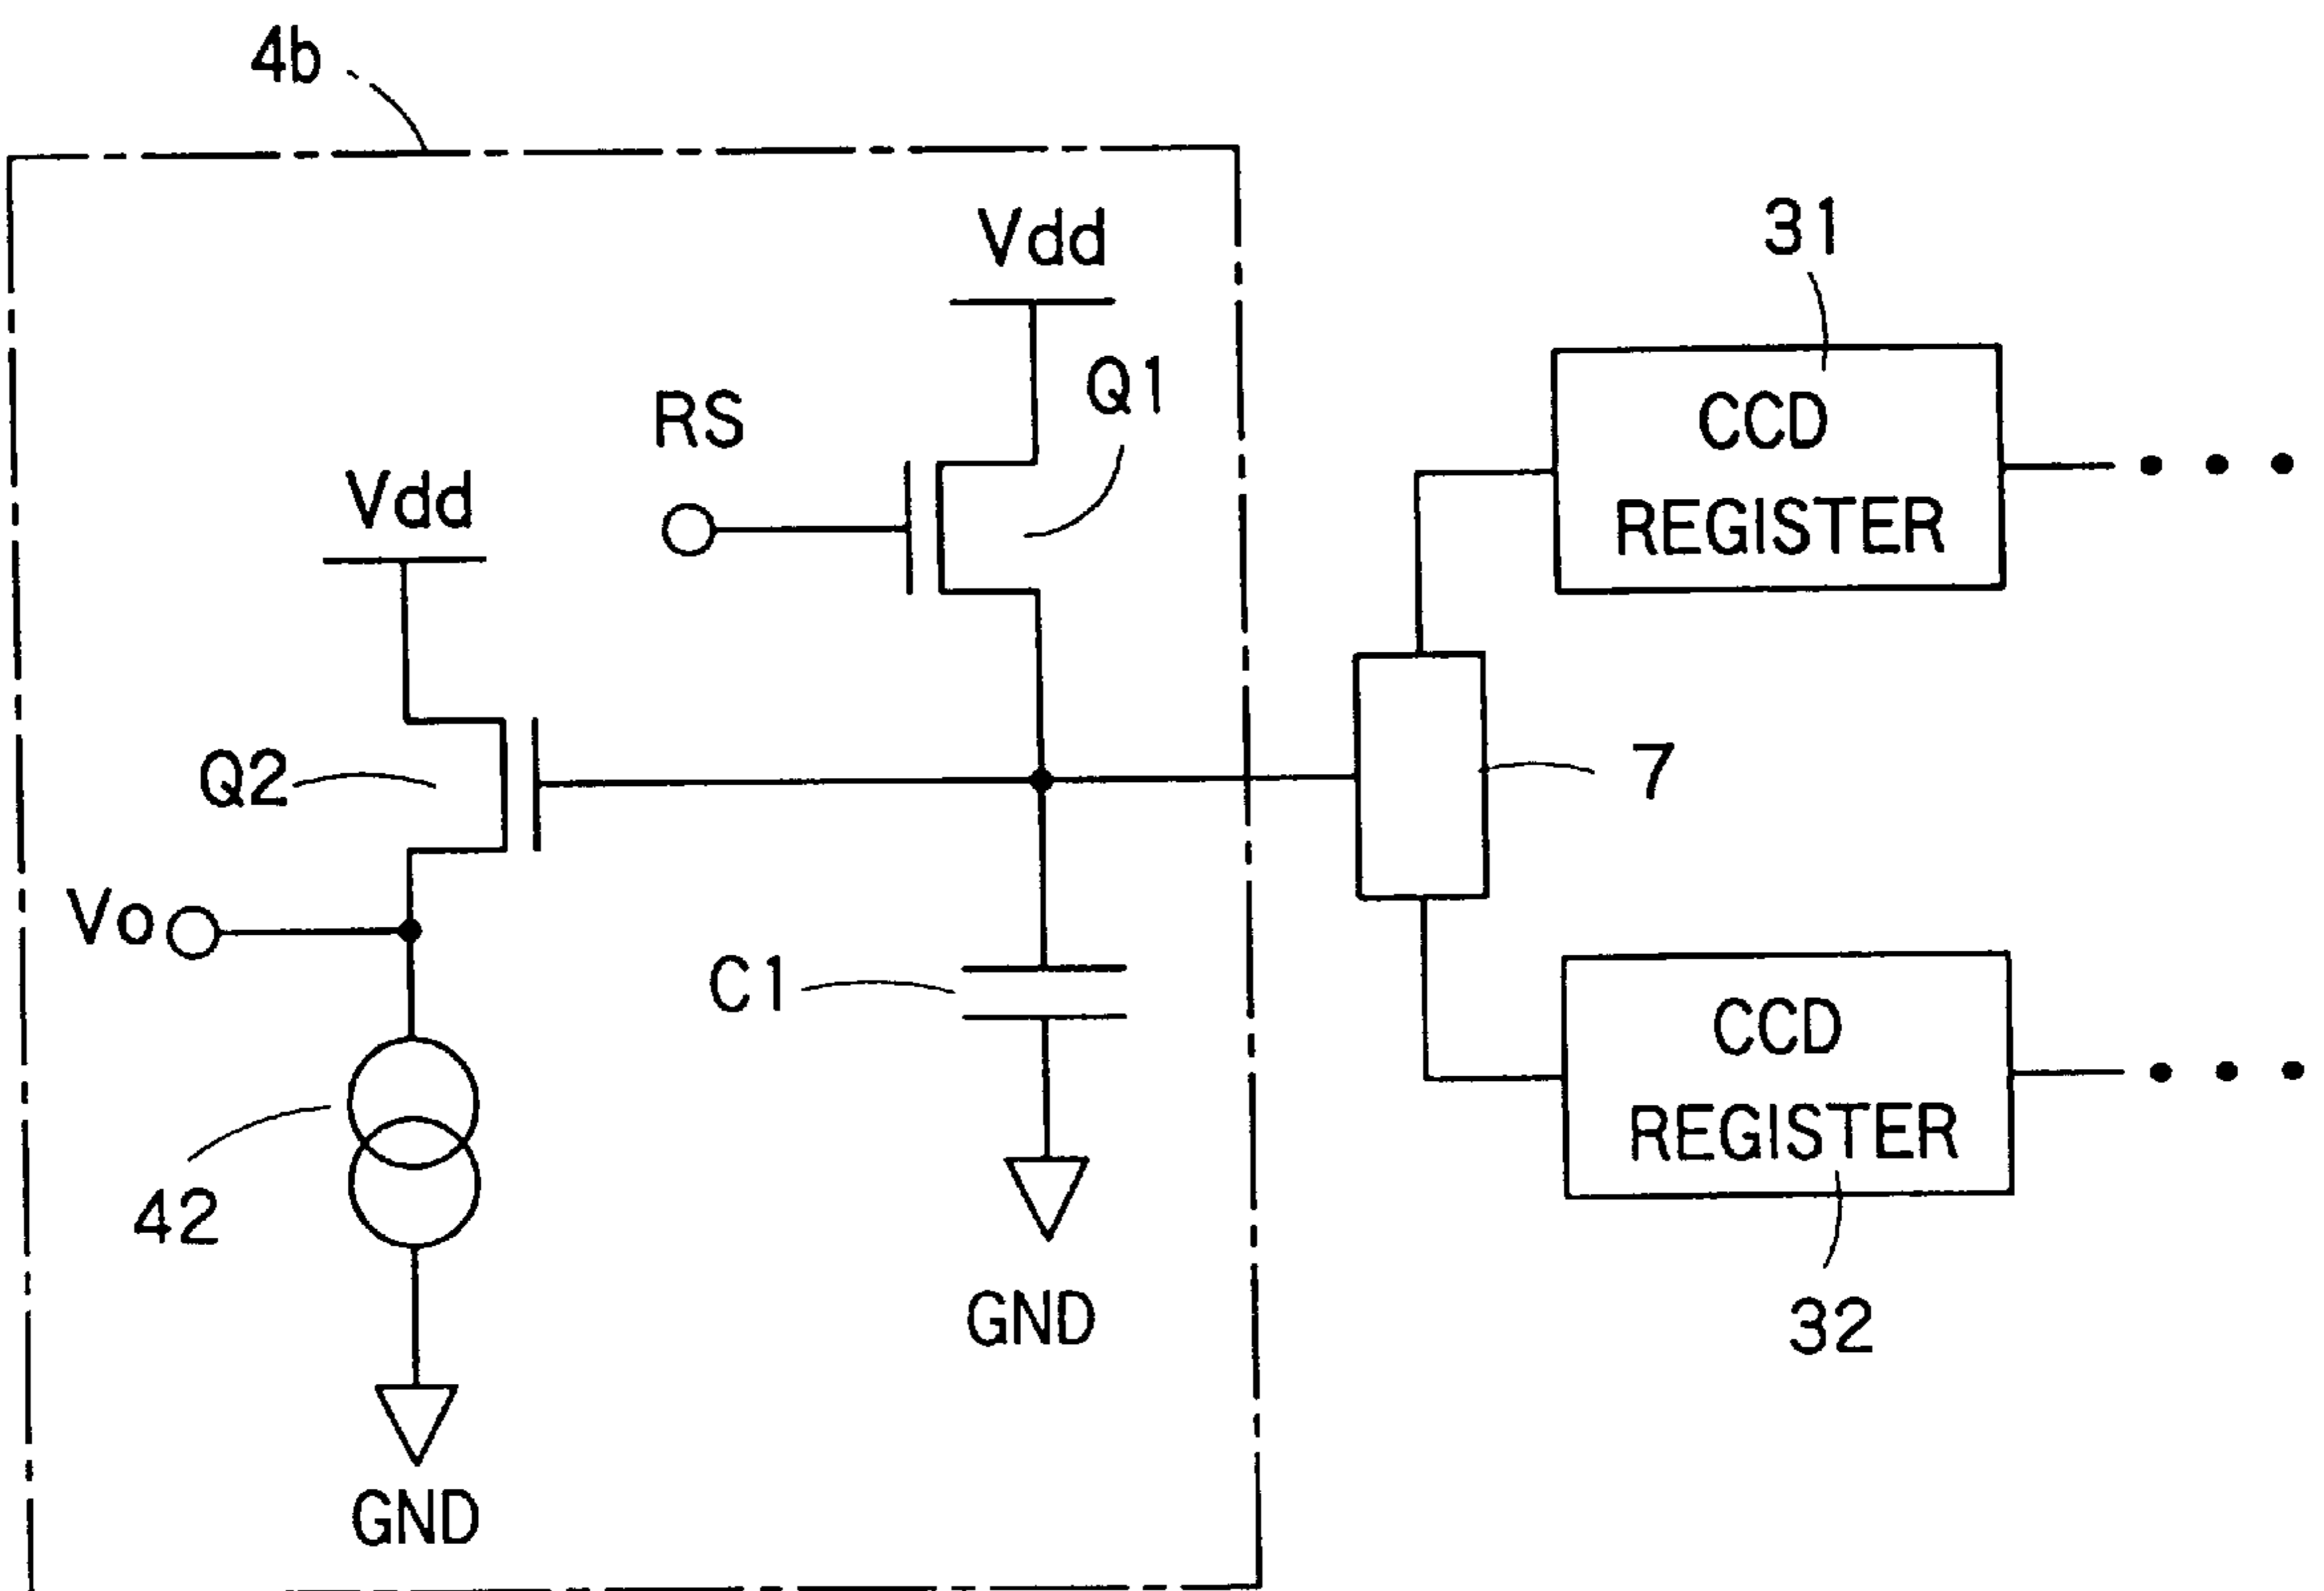 4b
Vdd
31
Q1
RS
CCD
REGISTER
Vdd
Q2
7
Vo
C1
CCD
REGISTER
42
GND
32
GND